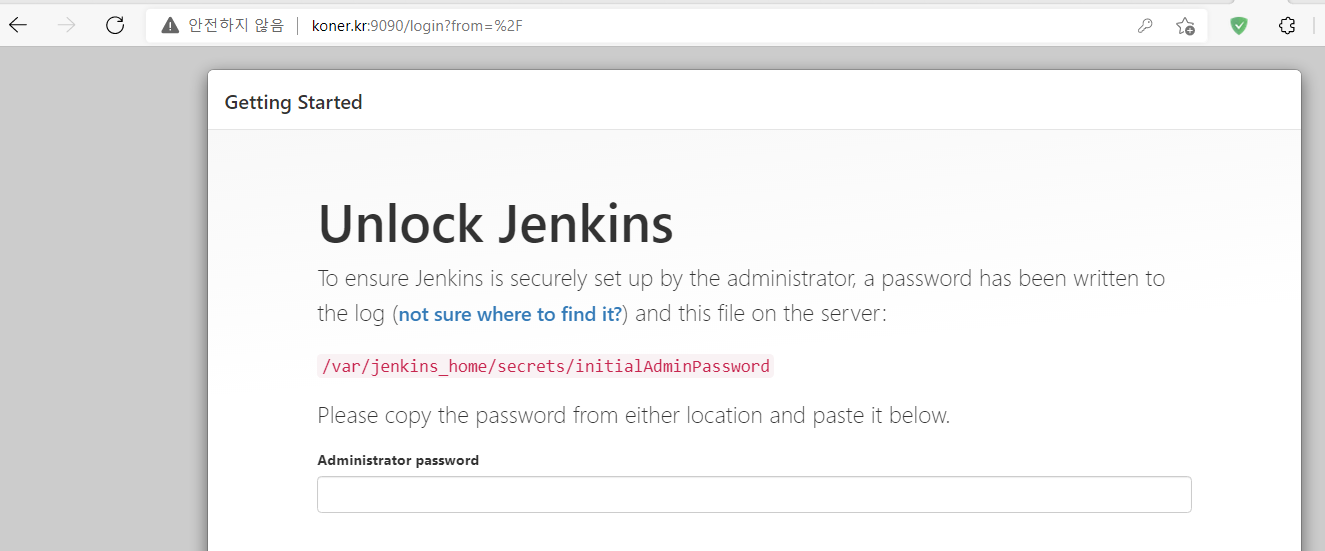 안전하지 않음 | koner.kr:9090/login?from=%2F
Getting Started
Unlock Jenkins
To ensure Jenkins is securely set up by the administrator, a password has been written to
the log (not sure where to find it?) and this file on the server:
/var/jenkins_home/secrets/initialAdminPassword
Please copy the password from either location and paste it below.
Administrator password